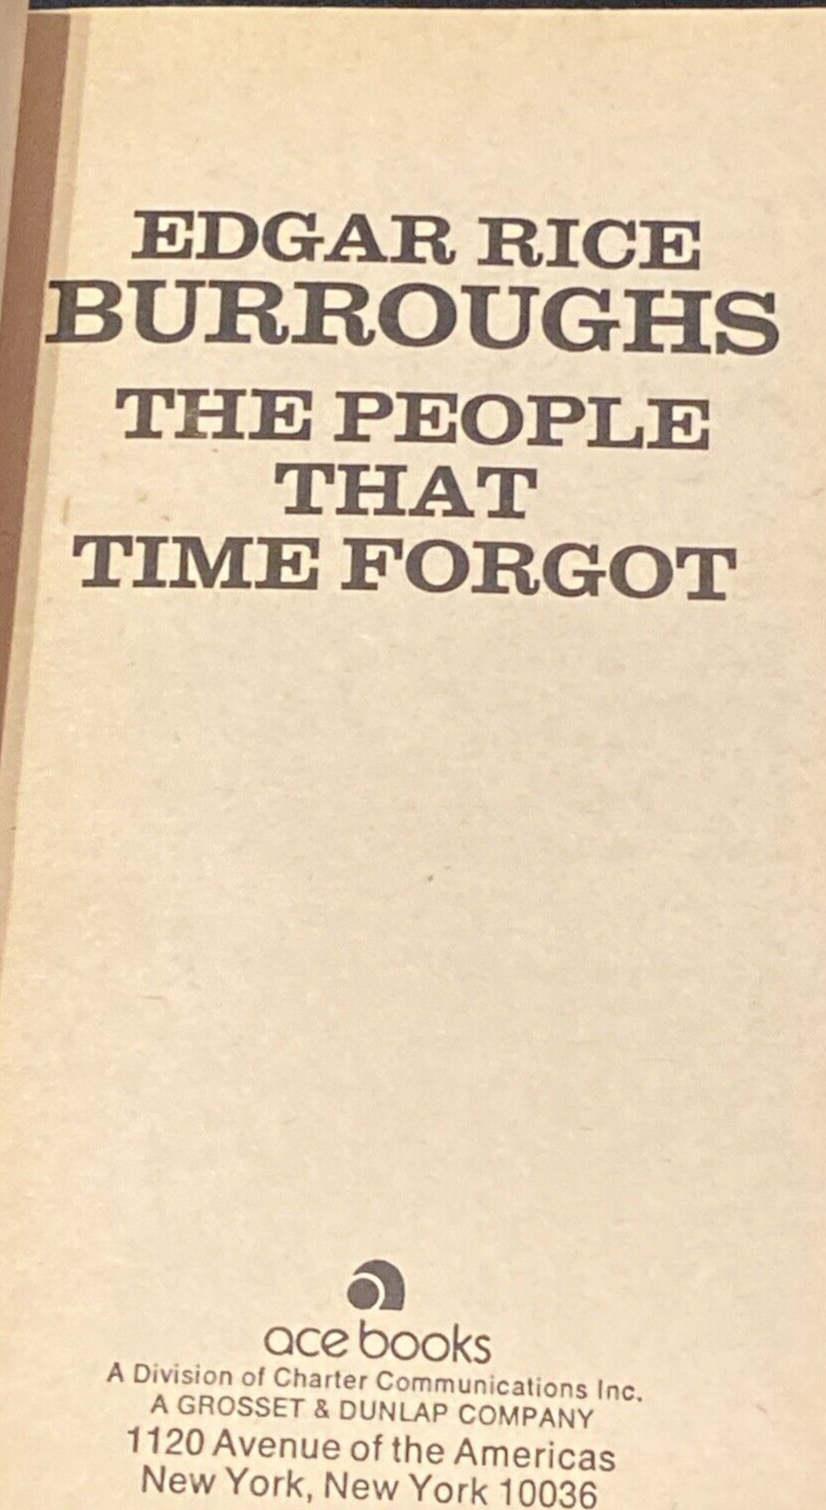 EDGAR RICE
BURROUGHS
THE PEOPLE
THAT
TIME FORGOT
ace books
A Division of Charter Communications Inc.
A GROSSET & DUNLAP COMPANY
1120 Avenue of the Americas
New York, New York 10036